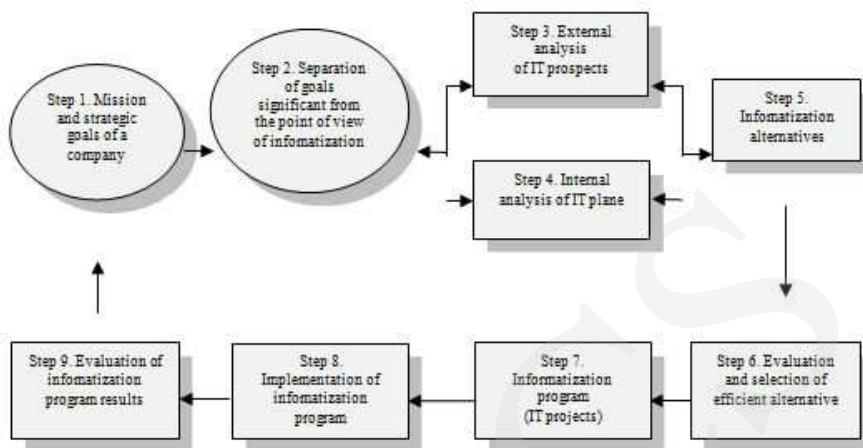 Step 1. Mission
and strategic
goals of a
company
Step 2. Separation
of goals
significant from
the point of view
of infomatization
Step 3. External
analysis
of IT prospects
Step 4. Internal
analysis of IT plane
Step 5.
Infomatization
alternatives
Step 6. Evaluation
and selection of
efficient alternative
Step 7.
Informatization
program
(IT projects)
Step 8.
Implementation of
infomatization
program
Step 9. Evaluation of
infomatization
program results